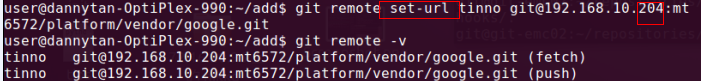 user@dannytan-OptiPlex-990:~/add$ git remote set-url tinno git@192.168.10.204:mt
6572/platform/vendor/google.git
user@dannytan-OptiPlex-990:~/add$ git remote -v
tinno   git@192.168.10.204:mt6572/platform/vendor/google.git (fetch)
tinno   git@192.168.10.204:mt6572/platform/vendor/google.git (push)